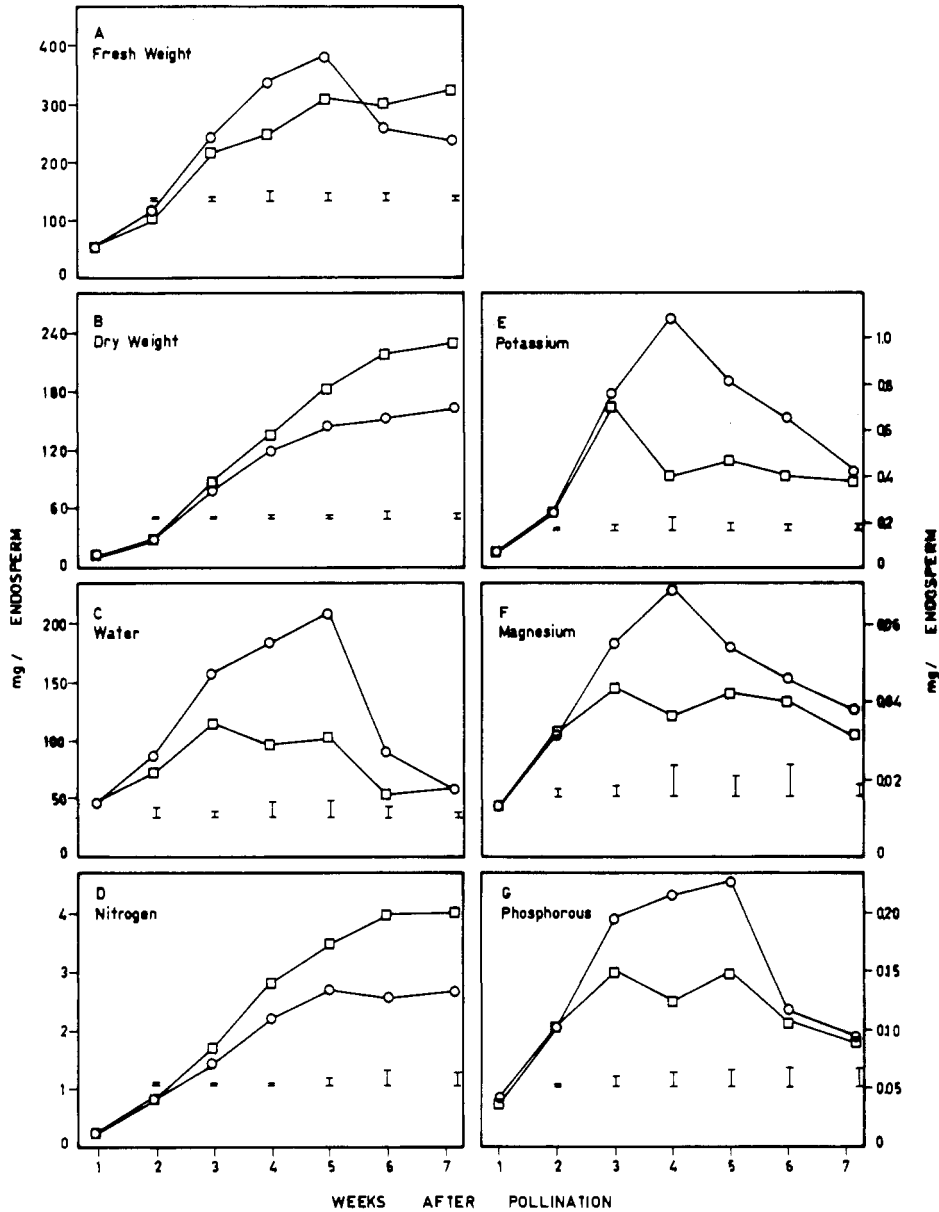 A
Fresh Weight
400
300
200
100
0
B
Dry Weight
240
180
120
60
0
C
Water
200
150
100
50
0
D
Nitrogen
4
3
2
1
0
1 2 3 4 5 6 7
mg/ ENDOSPERM
E
Potassium
1.0
0.8
0.6
0.4
0.2
0
F
Magnesium
0.06
0.04
0.02
0
G
Phosphorous
0.20
0.15
0.10
0.05
0
1 2 3 4 5 6 7
mg/ ENDOSPERM
WEEKS AFTER POLLINATION